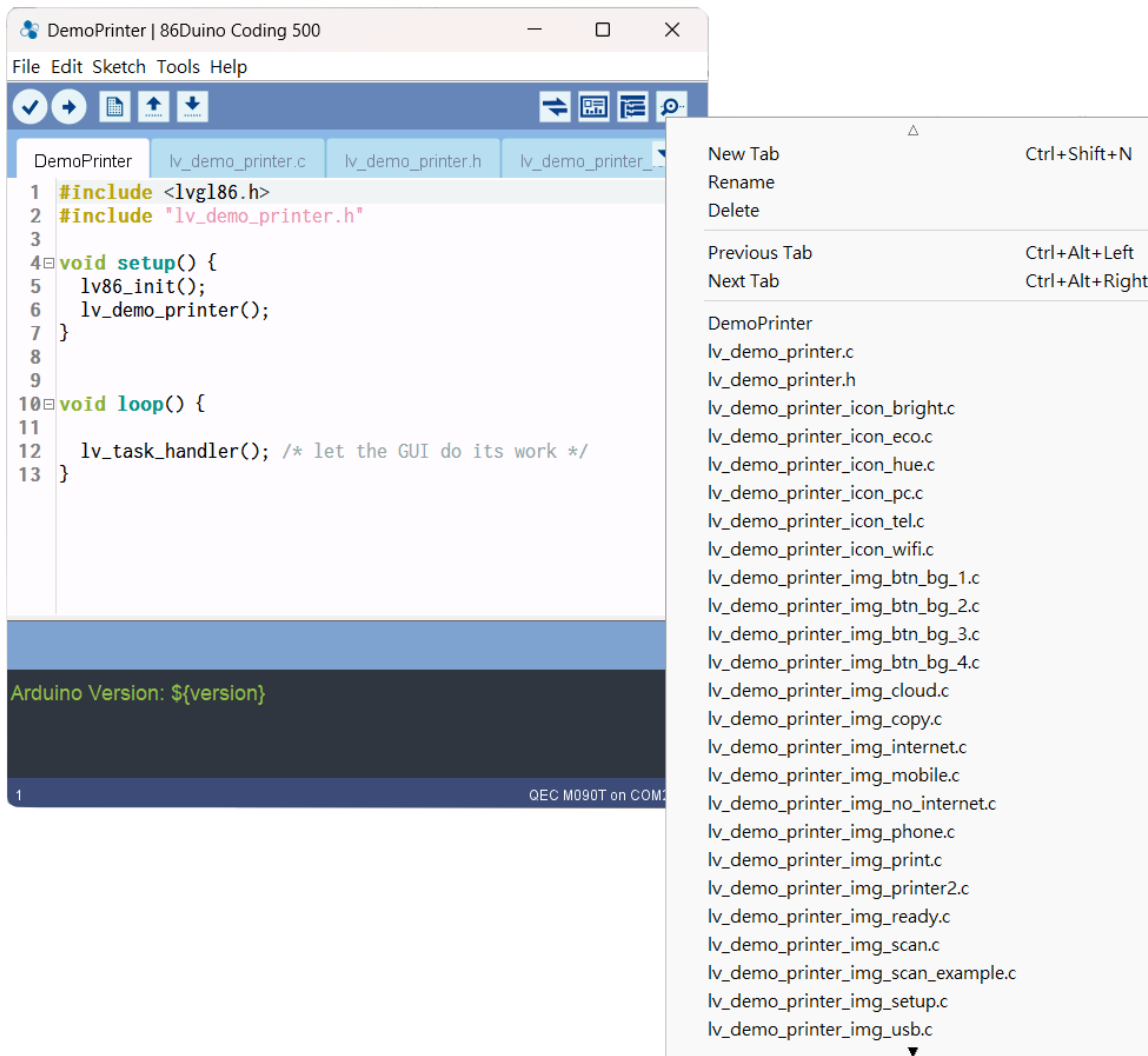 DemoPrinter | 86Duino Coding 500
File Edit Sketch Tools Help
DemoPrinter lv_demo_printer.c lv_demo_printer.h lv_demo_printer_
1 #include <lvgl86.h>
2 #include "lv_demo_printer.h"
3
4 void setup() {
5 lv86_init();
6 lv_demo_printer();
7 }
8
9
10 void loop() {
11
12 lv_task_handler(); /* let the GUI do its work */
13 }
Arduino Version: ${version}
1 QEC M090T on COM2
New Tab Ctrl+Shift+N
Rename
Delete
Previous Tab Ctrl+Alt+Left
Next Tab Ctrl+Alt+Right
DemoPrinter
lv_demo_printer.c
lv_demo_printer.h
lv_demo_printer_icon_bright.c
lv_demo_printer_icon_eco.c
lv_demo_printer_icon_hue.c
lv_demo_printer_icon_pc.c
lv_demo_printer_icon_tel.c
lv_demo_printer_icon_wifi.c
lv_demo_printer_img_btn_bg_1.c
lv_demo_printer_img_btn_bg_2.c
lv_demo_printer_img_btn_bg_3.c
lv_demo_printer_img_btn_bg_4.c
lv_demo_printer_img_cloud.c
lv_demo_printer_img_copy.c
lv_demo_printer_img_internet.c
lv_demo_printer_img_mobile.c
lv_demo_printer_img_no_internet.c
lv_demo_printer_img_phone.c
lv_demo_printer_img_print.c
lv_demo_printer_img_printer2.c
lv_demo_printer_img_ready.c
lv_demo_printer_img_scan.c
lv_demo_printer_img_scan_example.c
lv_demo_printer_img_setup.c
lv_demo_printer_img_usb.c